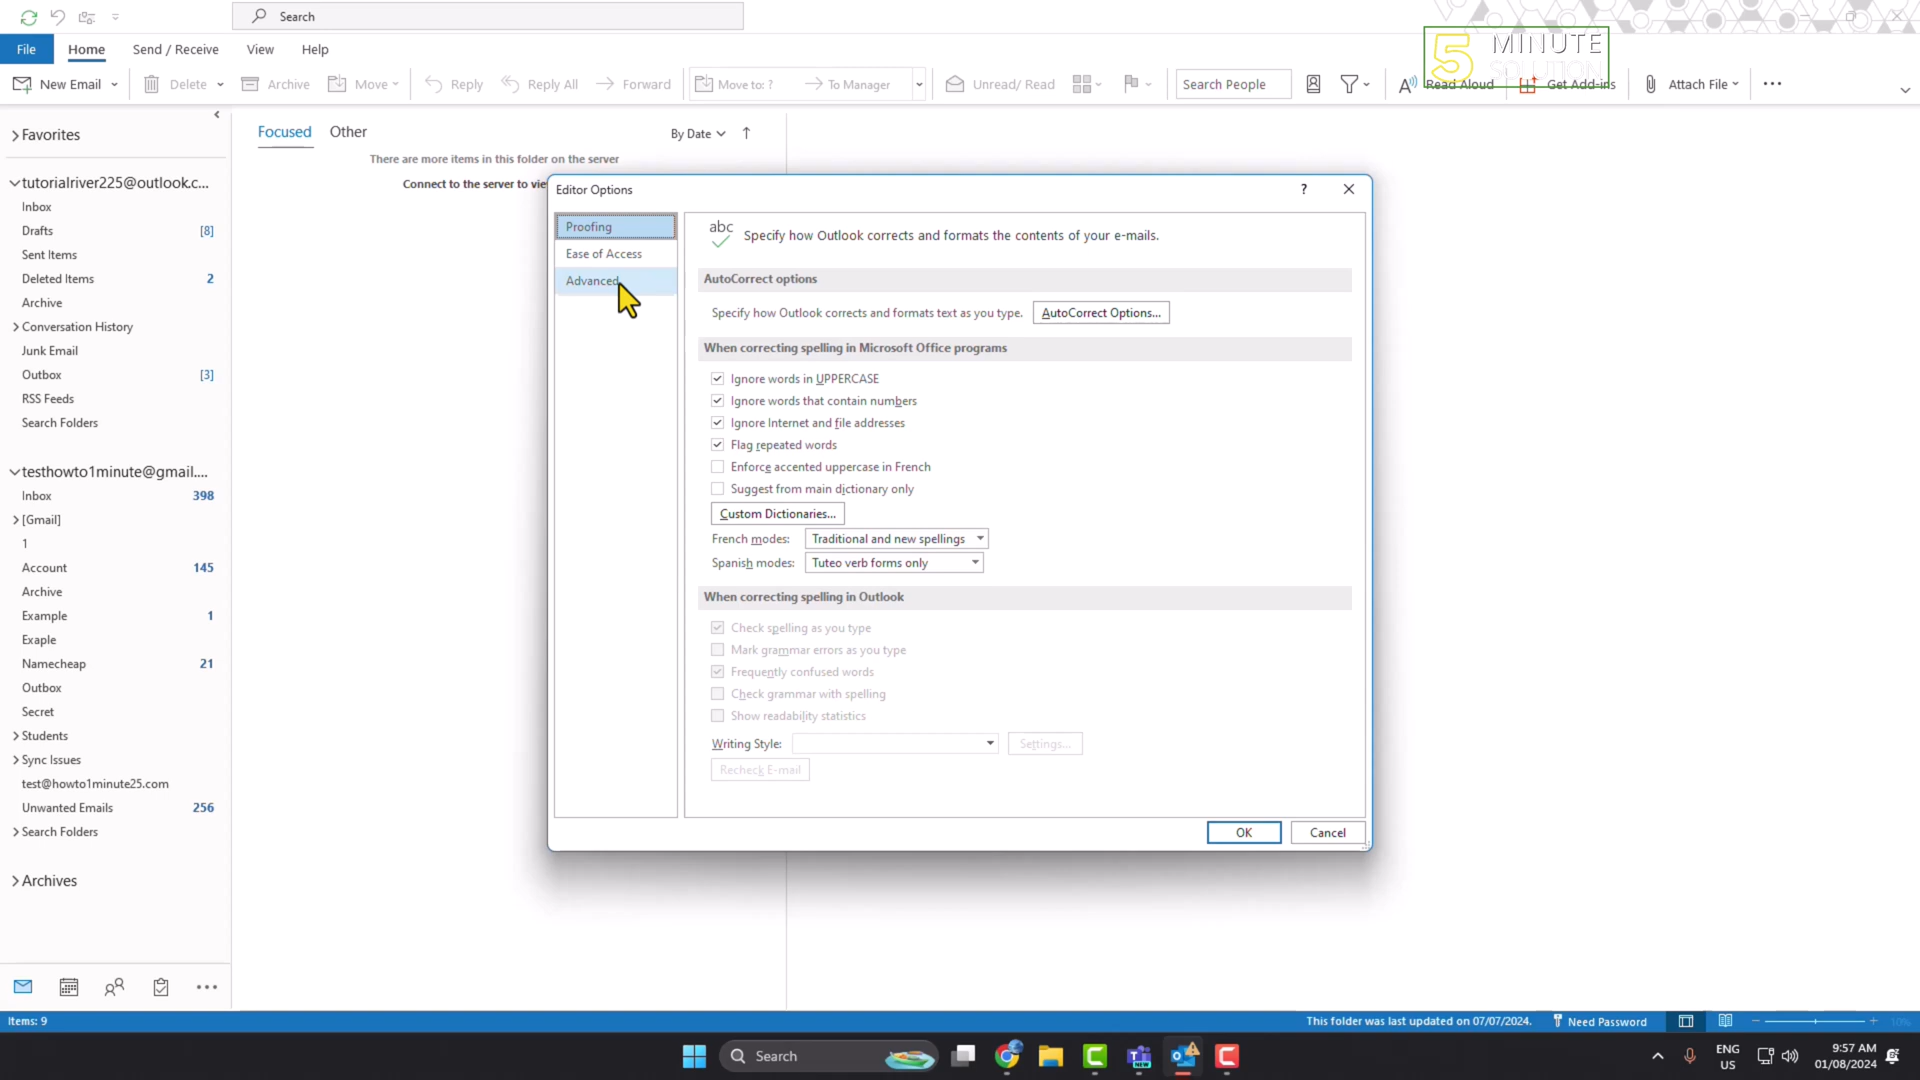 Search
5 MINUTE SOLUTION
File Home Send / Receive View Help
New Email Delete Archive Move Reply Reply All Forward Move to: ? To Manager Unread/ Read Search People Read Aloud Get Add-ins Attach File
Favorites
Focused Other By Date
There are more items in this folder on the server
Connect to the server to vie
tutorialriver225@outlook.c...
Inbox
Drafts [8]
Sent Items
Deleted Items 2
Archive
Conversation History
Junk Email
Outbox [3]
RSS Feeds
Search Folders
testhowto1minute@gmail....
Inbox 398
[Gmail]
1
Account 145
Archive
Example 1
Exaple
Namecheap 21
Outbox
Secret
Students
Sync Issues
test@howto1minute25.com
Unwanted Emails 256
Search Folders
Archives
Editor Options ?
Proofing
Ease of Access
Advanced
abc Specify how Outlook corrects and formats the contents of your e-mails.
AutoCorrect options
Specify how Outlook corrects and formats text as you type. AutoCorrect Options...
When correcting spelling in Microsoft Office programs
Ignore words in UPPERCASE
Ignore words that contain numbers
Ignore Internet and file addresses
Flag repeated words
Enforce accented uppercase in French
Suggest from main dictionary only
Custom Dictionaries...
French modes: Traditional and new spellings
Spanish modes: Tuteo verb forms only
When correcting spelling in Outlook
Check spelling as you type
Mark grammar errors as you type
Frequently confused words
Check grammar with spelling
Show readability statistics
Writing Style: Settings...
Recheck E-mail
OK Cancel
Items: 9 This folder was last updated on 07/07/2024. Need Password 10%
Search NEW ENG US 9:57 AM 01/08/2024